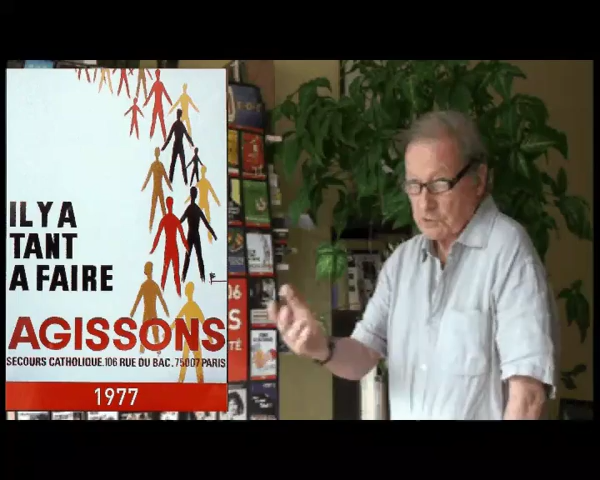 IL Y A
TANT
A FAIRE
AGISSONS
SECOURS CATHOLIQUE.106 RUE DU BAC.75007 PARIS
1977